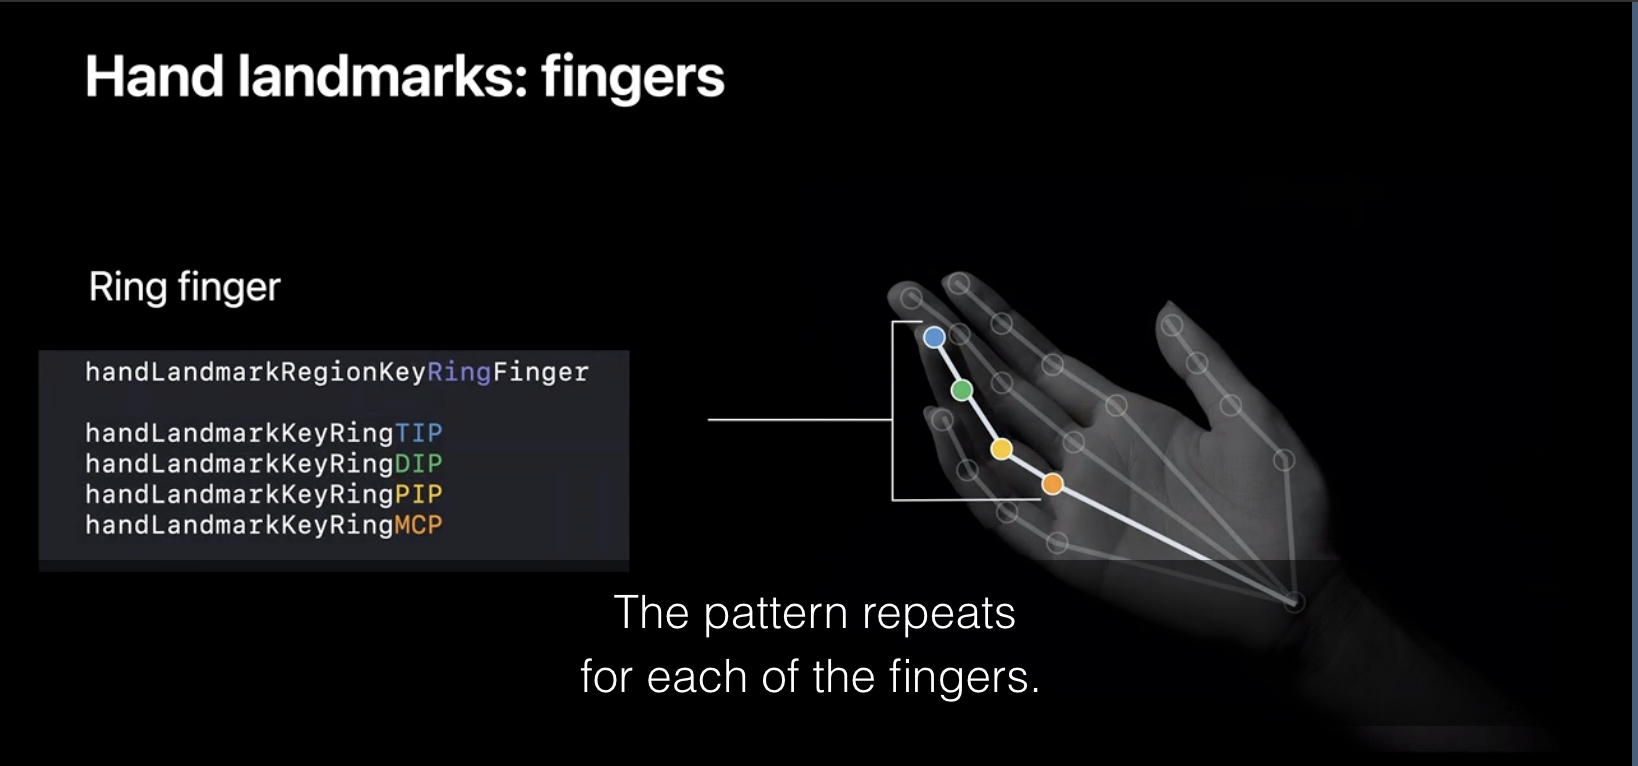 Hand landmarks: fingers
Ring finger
handLandmarkRegionKeyRingFinger
handLandmarkKeyRingTIP
handLandmarkKeyRingDIP
handLandmarkKeyRingPIP
handLandmarkKeyRingMCP
The pattern repeats
for each of the fingers.